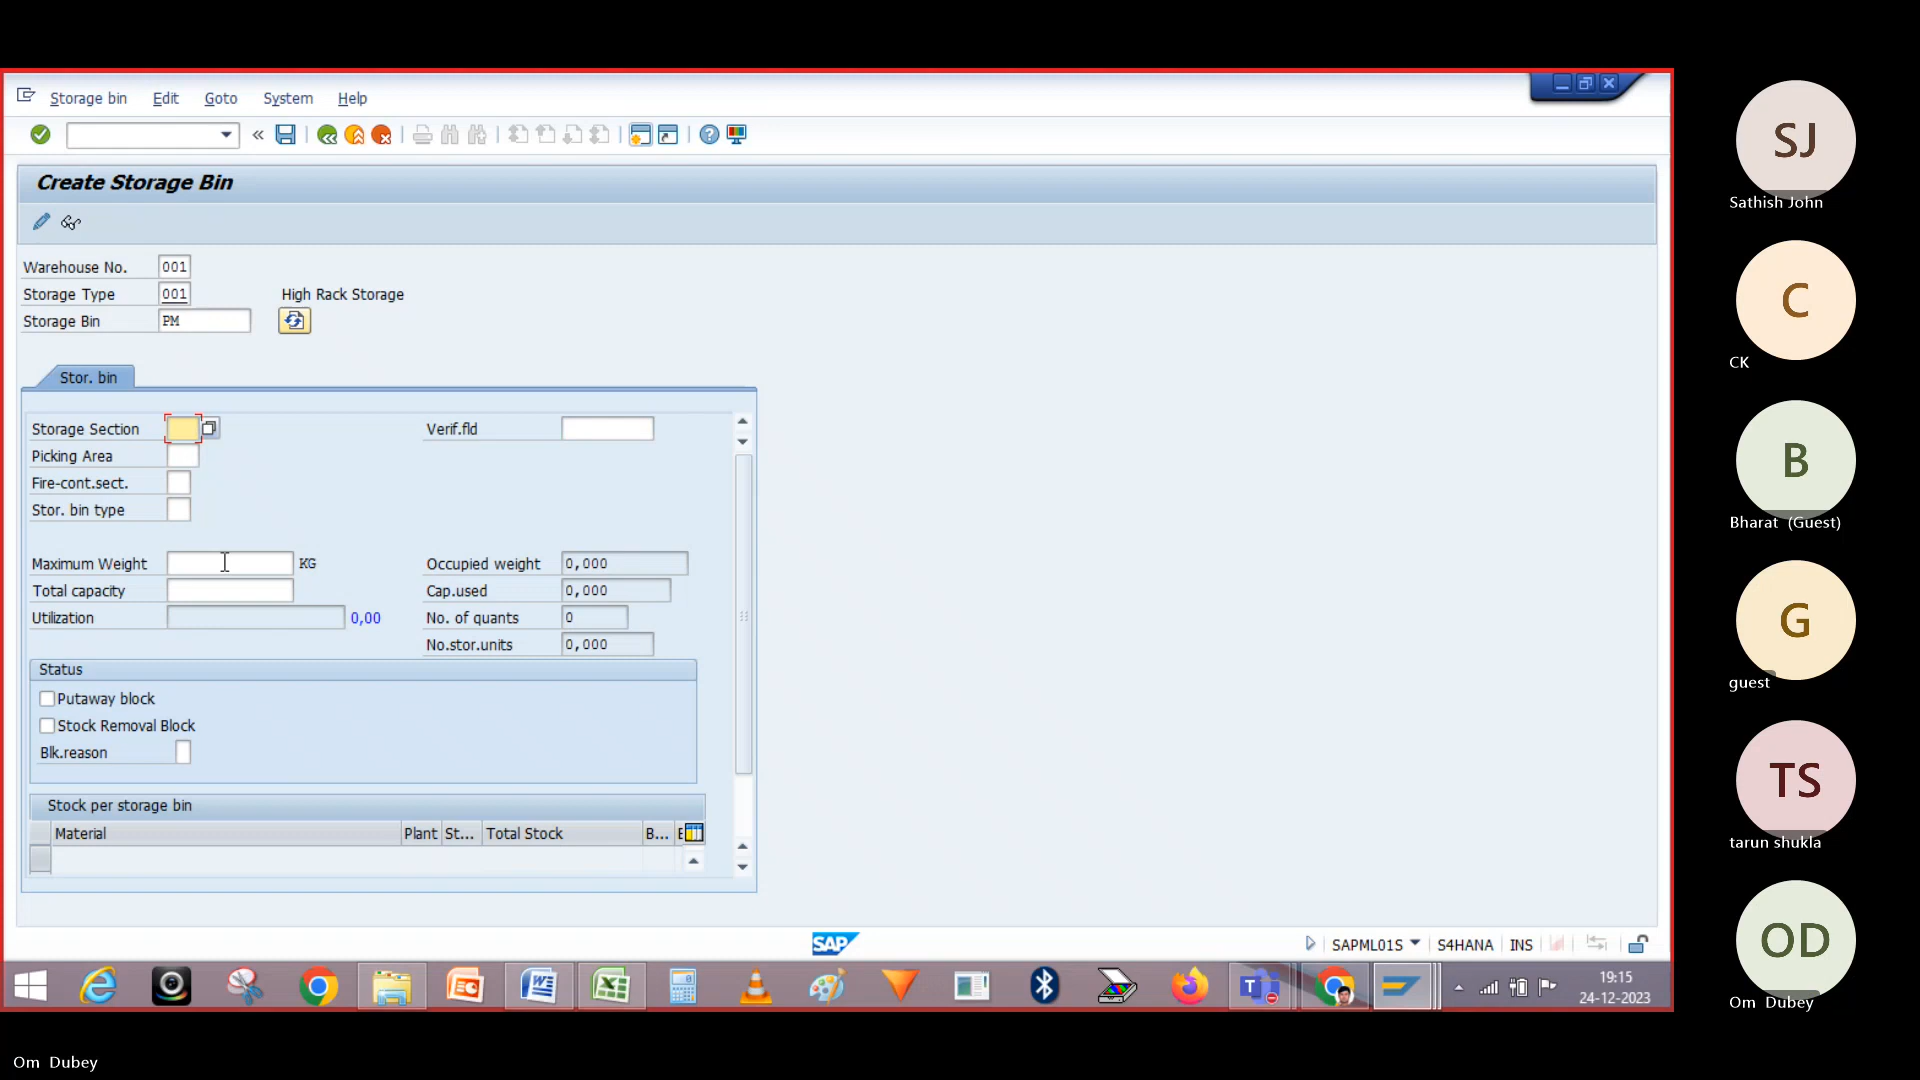 Storage bin Edit Goto System Help
Create Storage Bin
Warehouse No. 001
Storage Type 001 High Rack Storage
Storage Bin PM
Stor. bin
Storage Section Verif.fld
Picking Area
Fire-cont.sect.
Stor. bin type
Maximum Weight KG Occupied weight 0,000
Total capacity Cap.used 0,000
Utilization 0,00 No. of quants 0
No.stor.units 0,000
Status
Putaway block
Stock Removal Block
Blk.reason
Stock per storage bin
Material Plant St... Total Stock B... E
SAP SAPML01S S4HANA INS
19:15
24-12-2023
SJ
Sathish John
C
CK
B
Bharat (Guest)
G
guest
TS
tarun shukla
OD
Om Dubey
Om Dubey